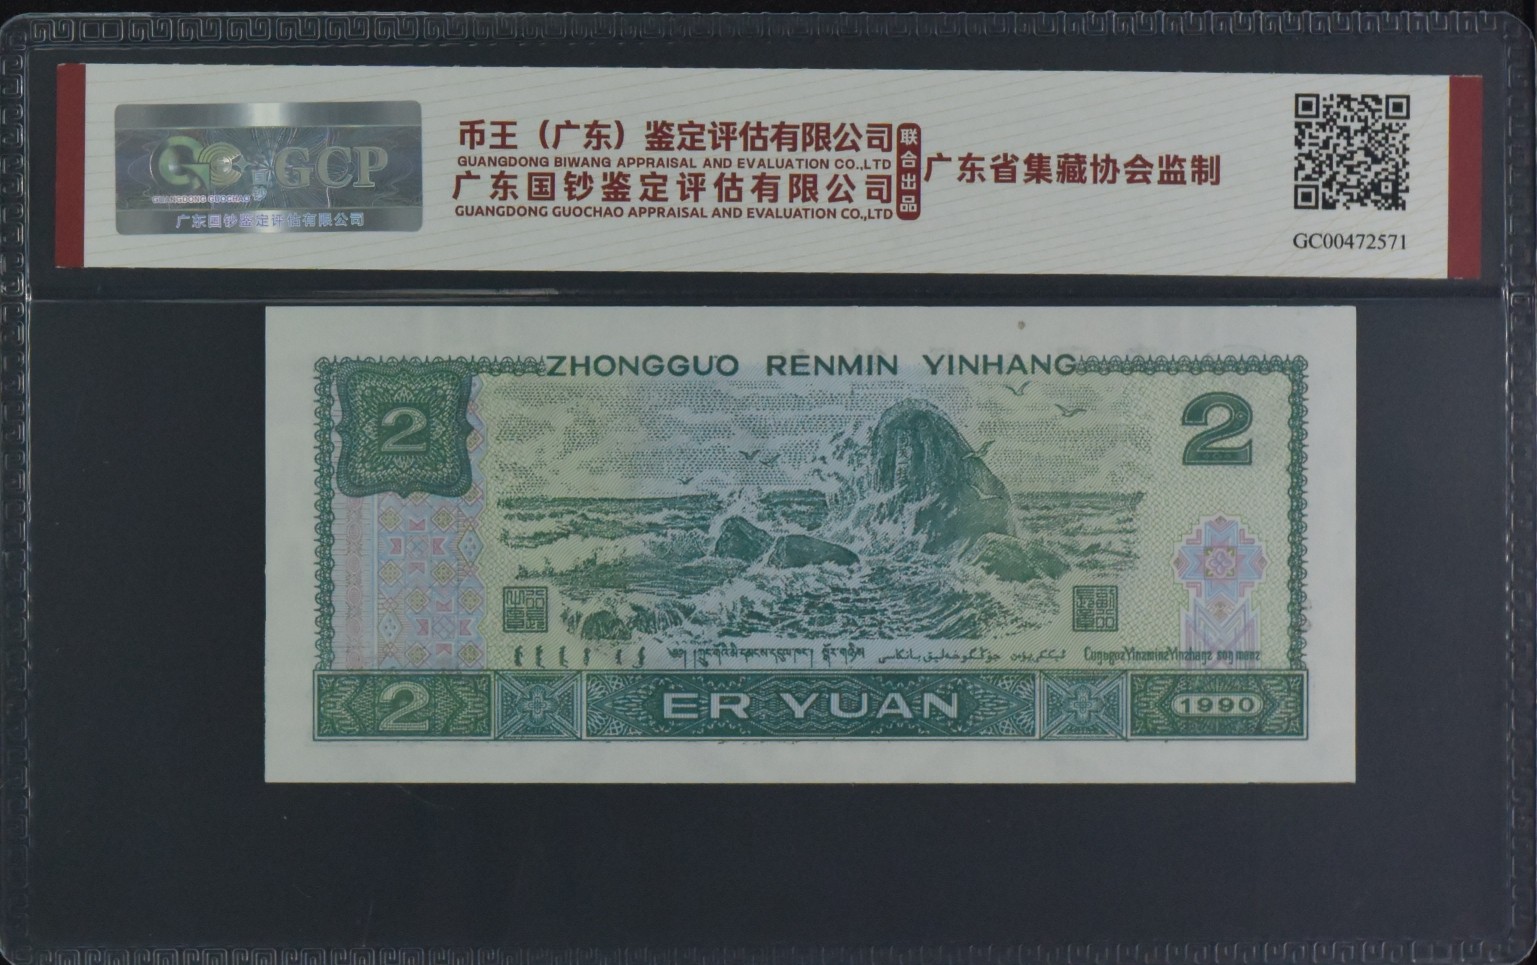 GCP
GUANGDONG GUOCHAO
广东国钞鉴定评估有限公司
币王（广东）鉴定评估有限公司
GUANGDONG BIWANG APPRAISAL AND EVALUATION CO.,LTD
广东国钞鉴定评估有限公司
GUANGDONG GUOCHAO APPRAISAL AND EVALUATION CO.,LTD
联合出品
广东省集藏协会监制
GC00472571
ZHONGGUO RENMIN YINHANG
2
2
Cunggoz Yinzminz Yinzhangz
2
ER YUAN
1990